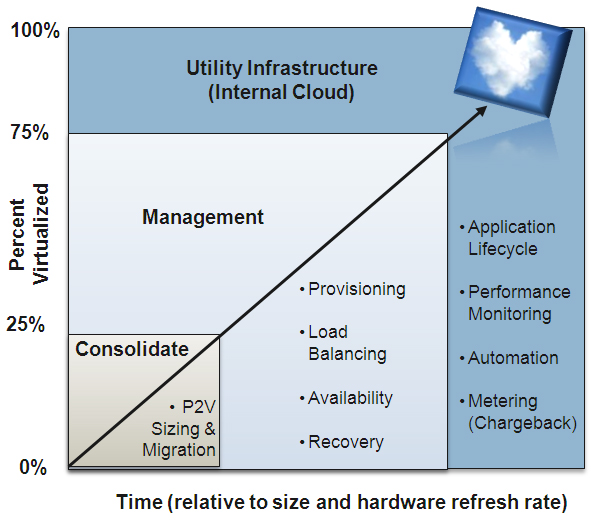 100%
Utility Infrastructure
(Internal Cloud)
75%
Percent
Virtualized
Management
• Application
Lifecycle
• Provisioning
• Performance
Monitoring
25%
• Load
Balancing
Consolidate
• Automation
• P2V
Sizing &
Migration
• Availability
• Metering
(Chargeback)
• Recovery
0%
Time (relative to size and hardware refresh rate)